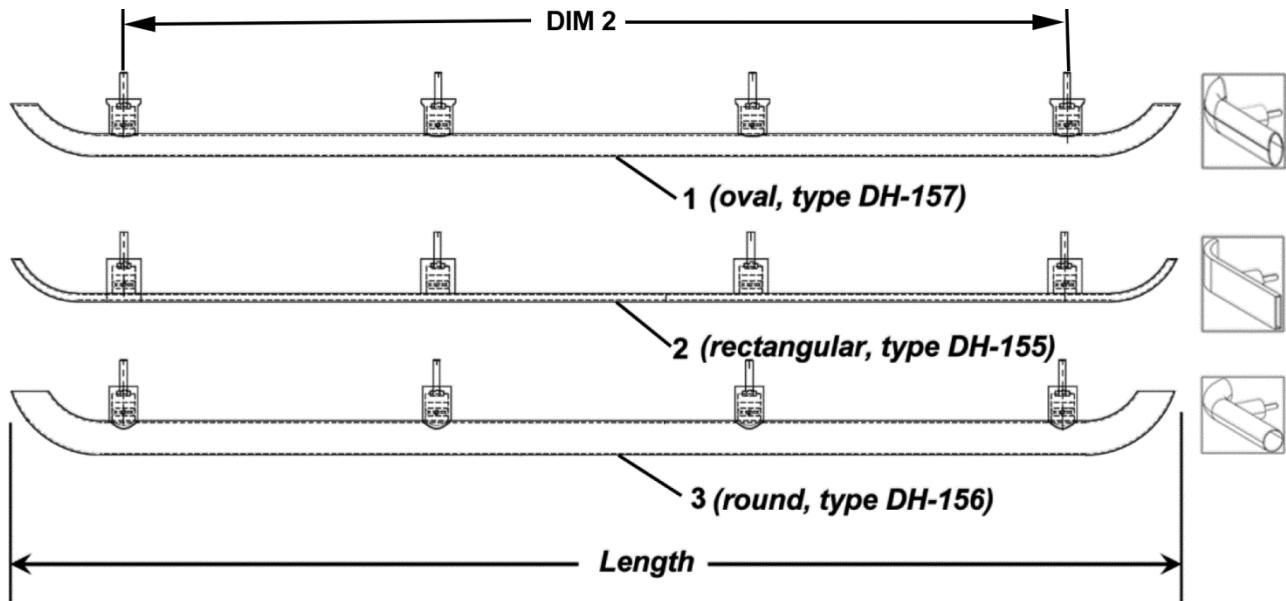 DIM 2
1 (oval, type DH-157)
2 (rectangular, type DH-155)
3 (round, type DH-156)
Length